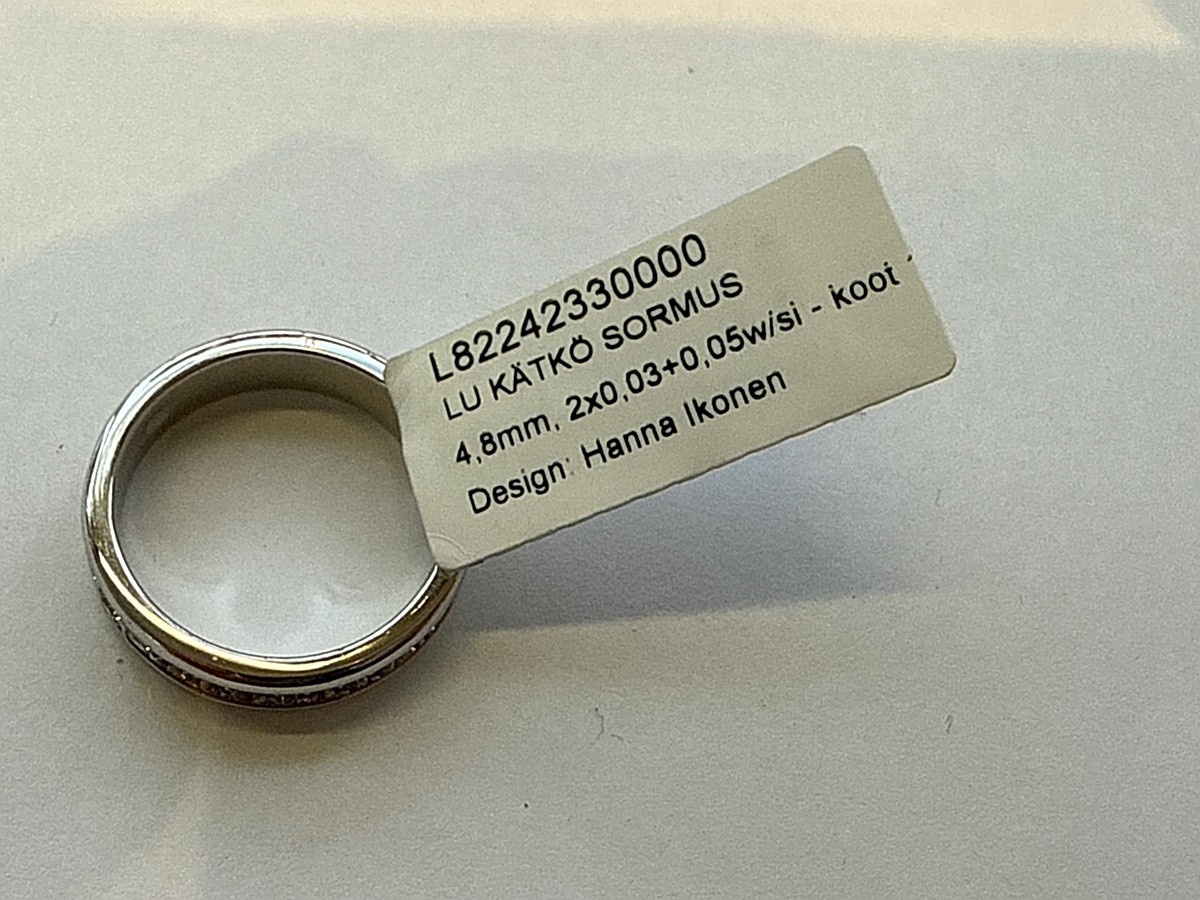 L82242330000
LU KÄTKÖ SORMUS
4,8mm, 2x0,03+0,05w/si - koot
Design: Hanna Ikonen